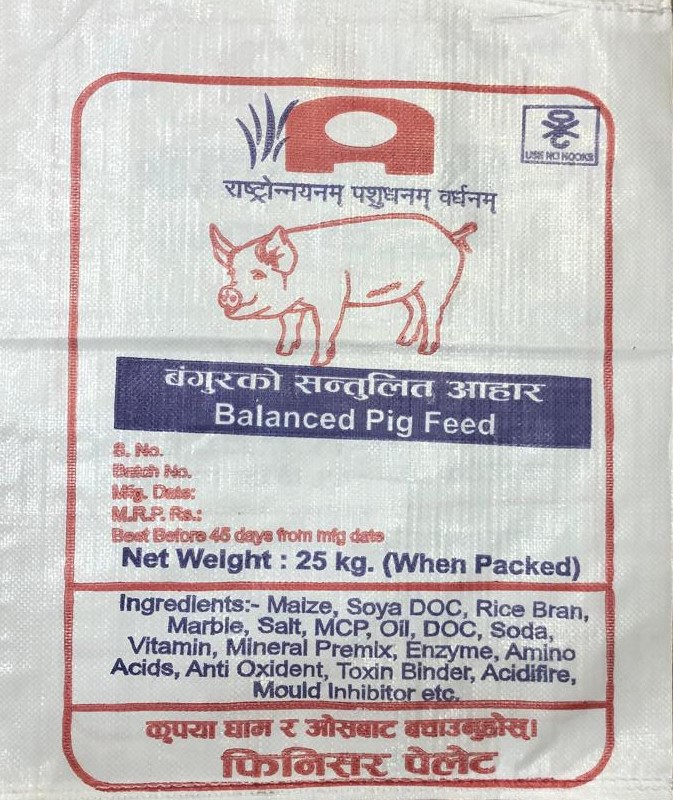 USE NO HOOKS
राष्ट्रोन्नयनम् पशुधनम् वर्धनम्
बंगुरको सन्तुलित आहार
Balanced Pig Feed
S. No.
Batch No.
Mfg. Date:
M.R.P. Rs.:
Best Before 45 days from mfg date
Net Weight : 25 kg. (When Packed)
Ingredients:- Maize, Soya DOC, Rice Bran,
Marble, Salt, MCP, Oil, DOC, Soda,
Vitamin, Mineral Premix, Enzyme, Amino
Acids, Anti Oxident, Toxin Binder, Acidifire,
Mould Inhibitor etc.
कृपया घाम र ओसबाट बचाउनुहोस्।
फिनिसर पेलेट